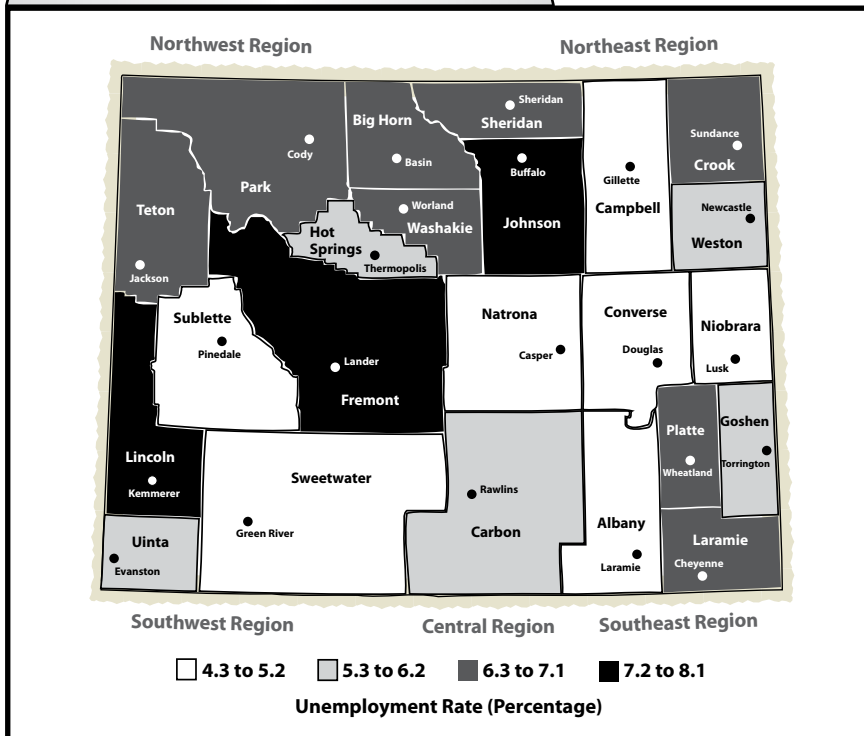 Northwest Region
Northeast Region
Sheridan
Sheridan
Big Horn
Basin
Cody
Park
Buffalo
Johnson
Gillette
Campbell
Sundance
Crook
Newcastle
Weston
Teton
Jackson
Worland
Washakie
Hot
Springs
Thermopolis
Sublette
Pinedale
Natrona
Casper
Converse
Douglas
Niobrara
Lusk
Lander
Fremont
Platte
Wheatland
Goshen
Torrington
Lincoln
Kemmerer
Sweetwater
Green River
Rawlins
Carbon
Albany
Laramie
Laramie
Cheyenne
Uinta
Evanston
Southwest Region
Central Region
Southeast Region
4.3 to 5.2
5.3 to 6.2
6.3 to 7.1
7.2 to 8.1
Unemployment Rate (Percentage)